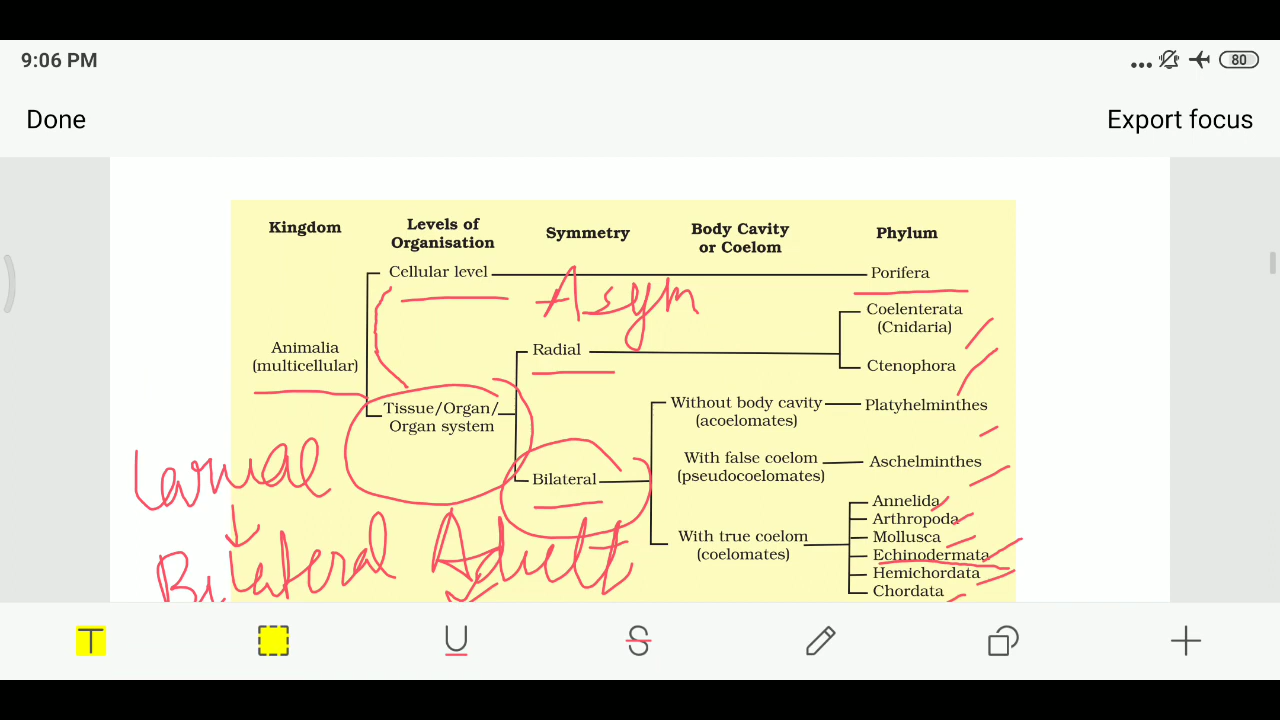 9:06 PM
80
Done
Export focus
Kingdom
Levels of
Organisation
Symmetry
Body Cavity
or Coelom
Phylum
Cellular level
Porifera
Asym
Coelenterata
(Cnidaria)
Animalia
(multicellular)
Radial
Ctenophora
Tissue/Organ/
Organ system
Without body cavity
(acoelomates)
Platyhelminthes
Larval
Bilateral
With false coelom
(pseudocoelomates)
Aschelminthes
Annelida
Arthropoda
Mollusca
With true coelom
(coelomates)
Echinodermata
Hemichordata
Chordata
Bilateral Adult
T
U
S